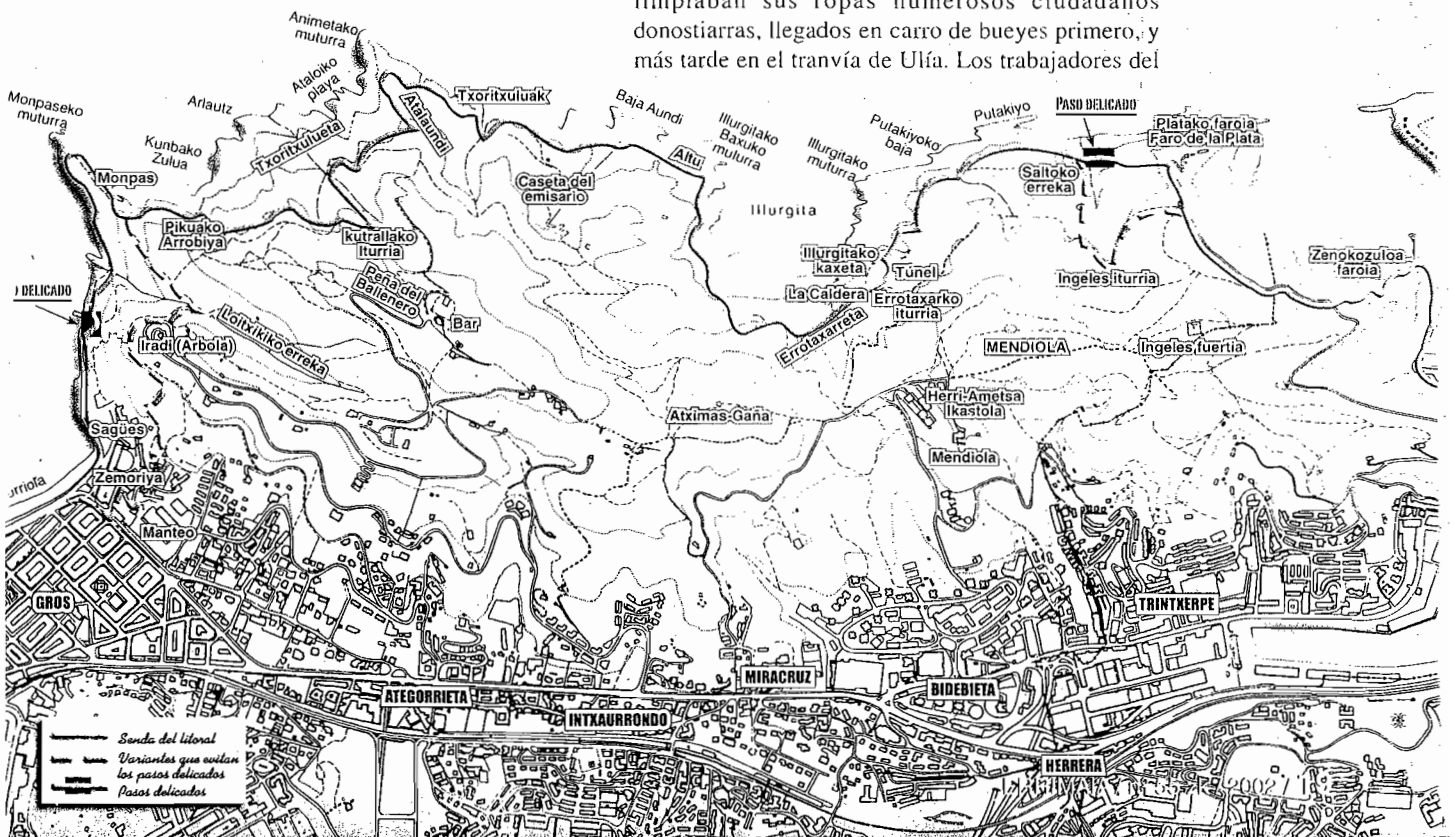 limpiaban sus ropas numerosos ciudadanos
donostiarras, llegados en carro de bueyes primero, y
más tarde en el tranvía de Ulía. Los trabajadores del
Animetako
muturra
Ataloiko
playa
Monpaseko
muturra
Arlautz
Kunbako
Zulua
Txoritxulueta
Atalaundi
Txoritxuluak
Baja Aundi
Illurgitako
Baxuko
muturra
Illurgitako
muturra
Putakiyoko
baja
Putakiyo
PASO DELICADO
Platako faroia
Faro de la Plata
Monpas
Altu
Saltoko
erreka
Caseta del
emisario
Illurgita
Pikuako
Arrobiya
kutrallako
Iturria
Illurgitako
kaxeta
Túnel
Ingeles iturria
Zenokozuloa
faroia
Peña del
Ballenero
La Caldera
Errotaxarko
iturria
DELICADO
Bar
Loitxikiko erreka
Iradi (Arbola)
Errotaxarreta
MENDIOLA
Ingeles fuertia
Herri-Ametsa
Ikastola
Atximas-Gaña
Sagües
Mendiola
Zemoriya
urriola
Manteo
GROS
TRINTXERPE
MIRACRUZ
ATEGORRIETA
BIDEBIETA
INTXAURRONDO
HERRERA
Senda del litoral
Variantes que evitan
los pasos delicados
Pasos delicados
2002 /